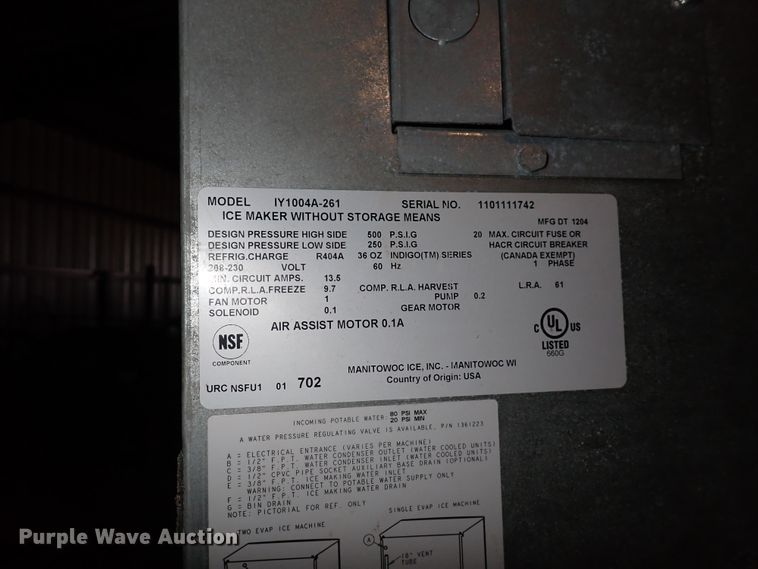 MODEL IY1004A-261 SERIAL NO. 1101111742
ICE MAKER WITHOUT STORAGE MEANS MFG DT 1204
DESIGN PRESSURE HIGH SIDE 500 P.S.I.G 20 MAX. CIRCUIT FUSE OR
DESIGN PRESSURE LOW SIDE 250 P.S.I.G HACR CIRCUIT BREAKER
REFRIG.CHARGE R404A 36 OZ INDIGO(TM) SERIES (CANADA EXEMPT)
208-230 VOLT 60 Hz 1 PHASE
MIN. CIRCUIT AMPS. 13.5
COMP.R.L.A.FREEZE 9.7 COMP. R.L.A. HARVEST L.R.A. 61
FAN MOTOR 1 PUMP 0.2
SOLENOID 0.1 GEAR MOTOR
AIR ASSIST MOTOR 0.1A
NSF
COMPONENT
C UL US
LISTED
660G
MANITOWOC ICE, INC. - MANITOWOC WI
Country of Origin: USA
URC NSFU1 01 702
INCOMING POTABLE WATER: 80 PSI MAX
20 PSI MIN
A WATER PRESSURE REGULATING VALVE IS AVAILABLE, P/N 1361223
A = ELECTRICAL ENTRANCE (VARIES PER MACHINE)
B = 1/2" F.P.T. WATER CONDENSER OUTLET (WATER COOLED UNITS)
C = 3/8" F.P.T. WATER CONDENSER INLET (WATER COOLED UNITS)
D = 1/2" CPVC PIPE SOCKET AUXILIARY BASE DRAIN (OPTIONAL)
E = 3/8" F.P.T. ICE MAKING WATER INLET
WARNING: CONNECT TO POTABLE WATER SUPPLY ONLY
F = 1/2" F.P.T. ICE MAKING WATER DRAIN
G = BIN DRAIN
NOTE: PICTORIAL FOR REF. ONLY
TWO EVAP ICE MACHINE SINGLE EVAP ICE MACHINE
A
18" VENT
TUBE
Purple Wave Auction